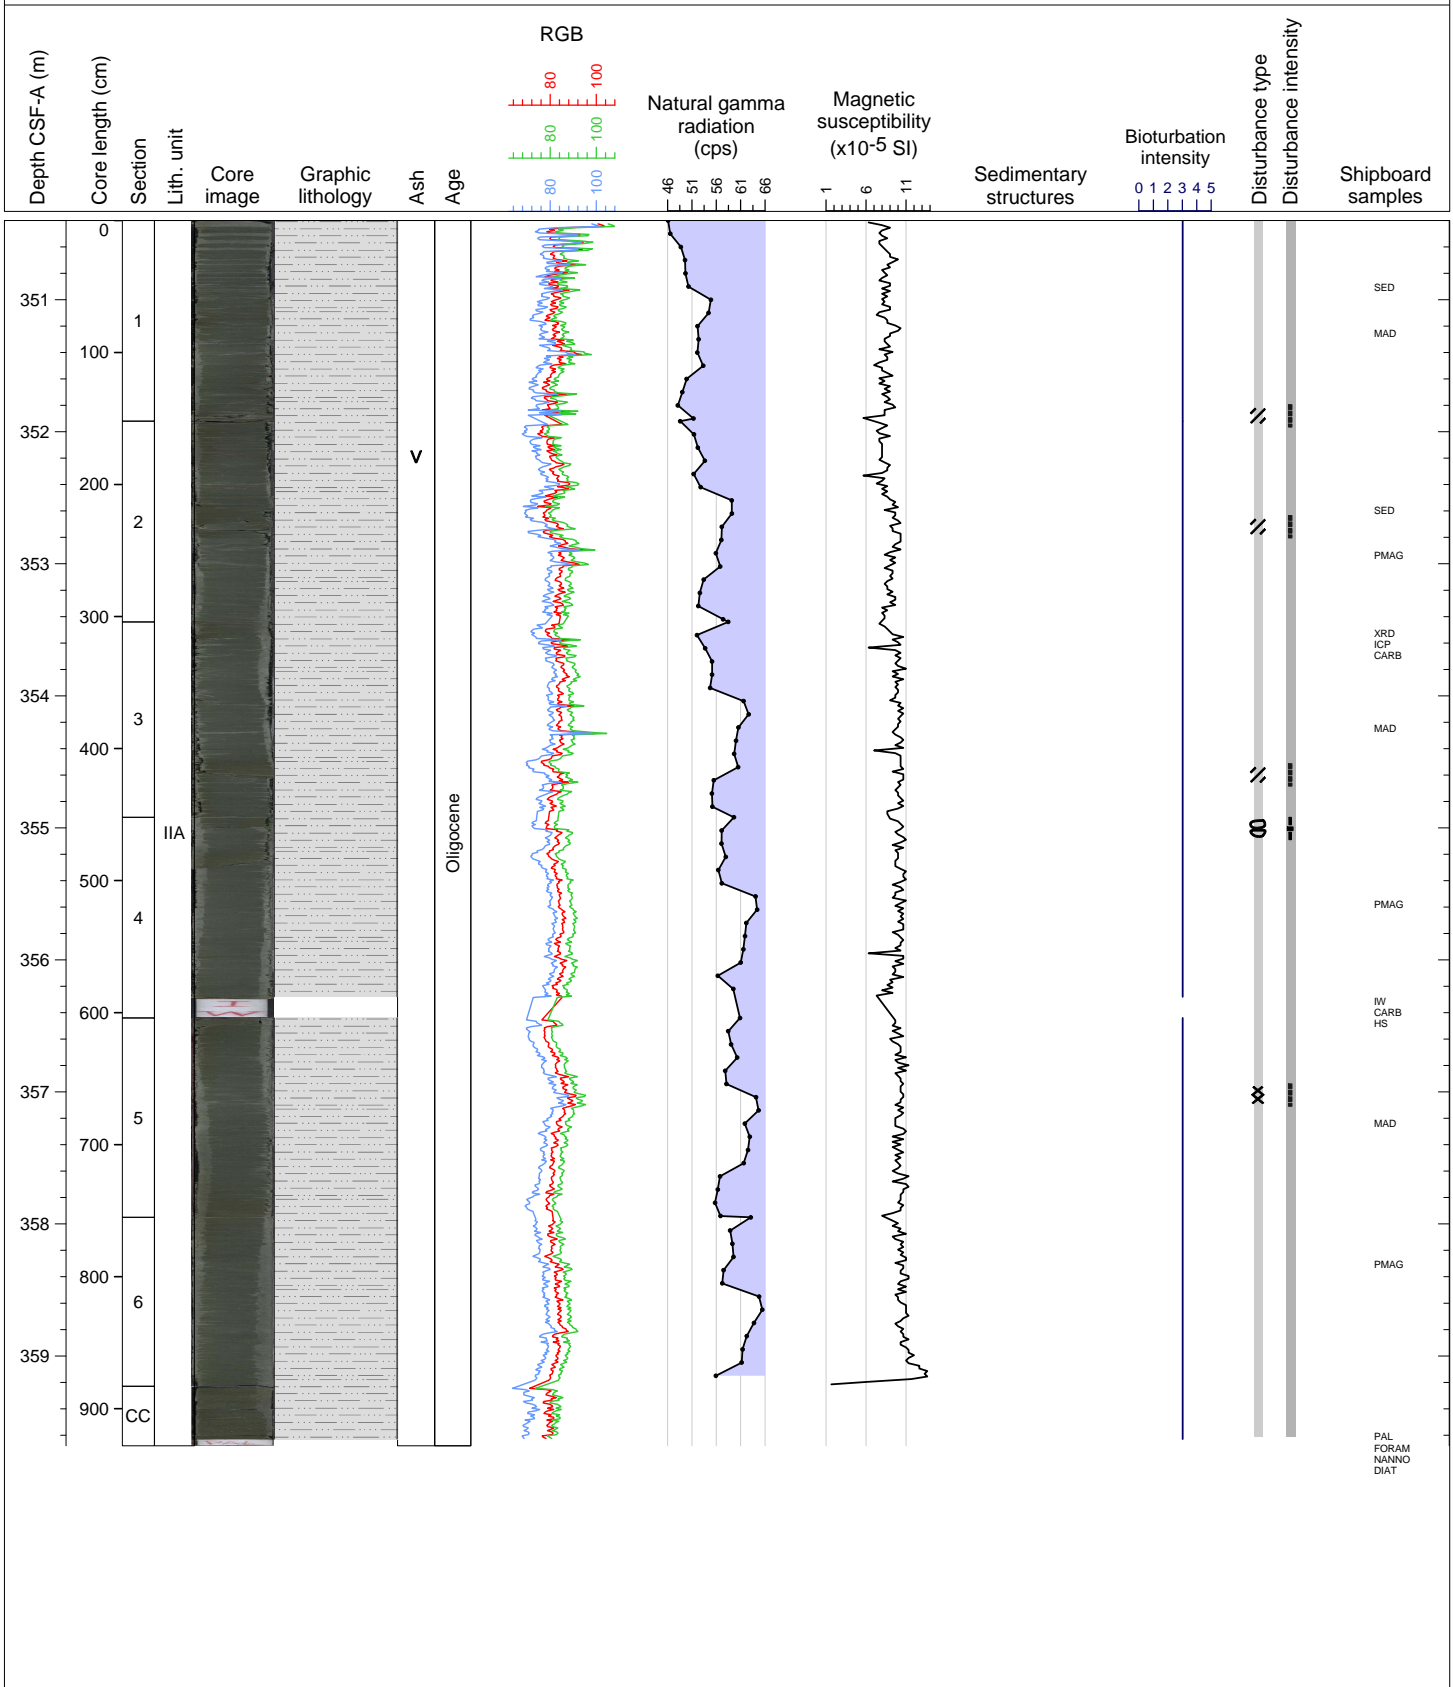 RGB
80 100
80 100
80 100
Depth CSF-A (m)
Core length (cm)
Section
Lith. unit
Core
image
Graphic
lithology
Ash
Age
Natural gamma
radiation
(cps)
46 51 56 61 66
Magnetic
susceptibility
(x10-5 SI)
1 6 11
Sedimentary
structures
Bioturbation
intensity
0 1 2 3 4 5
Disturbance type
Disturbance intensity
Shipboard
samples
351
352
353
354
355
356
357
358
359
0
100
200
300
400
500
600
700
800
900
1
2
3
4
5
6
CC
IIA
V
Oligocene
SED
MAD
SED
PMAG
XRD
ICP
CARB
MAD
PMAG
IW
CARB
HS
MAD
PMAG
PAL
FORAM
NANNO
DIAT